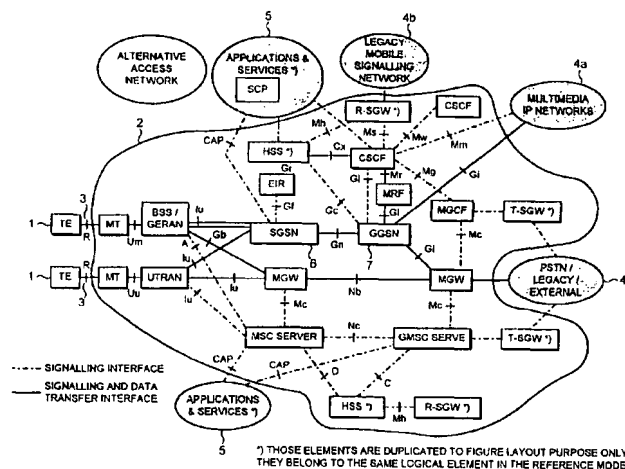 5
4b
ALTERNATIVE
ACCESS
NETWORK
APPLICATIONS &
SERVICES *)
SCP
LEGACY
MOBILE
SIGNALLING
NETWORK
4a
2
CAP
Mh
R-SGW *)
CSCF
MULTIMEDIA
IP NETWORKS
Ms
Mw
Mm
HSS *)
Cx
CSCF
Gr
Mr
Mg
Gi
EIR
Gc
Gi
MRF
Gf
Gi
MGCF
T-SGW *)
3
BSS /
GERAN
Iu
1
TE
R
MT
Um
Gb
SGSN
Gn
GGSN
Mc
A
Iu
6
7
Gi
R
1
TE
MT
UTRAN
Iu
MGW
Nb
MGW
PSTN /
LEGACY /
EXTERNAL
4
3
Uu
Iu
Mc
Mc
MSC SERVER
Nc
GMSC SERVE
T-SGW *)
SIGNALLING INTERFACE
CAP
CAP
D
C
SIGNALLING AND DATA
TRANSFER INTERFACE
APPLICATIONS
& SERVICES *)
HSS *)
Mh
R-SGW *)
5
*) THOSE ELEMENTS ARE DUPLICATED TO FIGURE LAYOUT PURPOSE ONLY
THEY BELONG TO THE SAME LOGICAL ELEMENT IN THE REFERENCE MODE